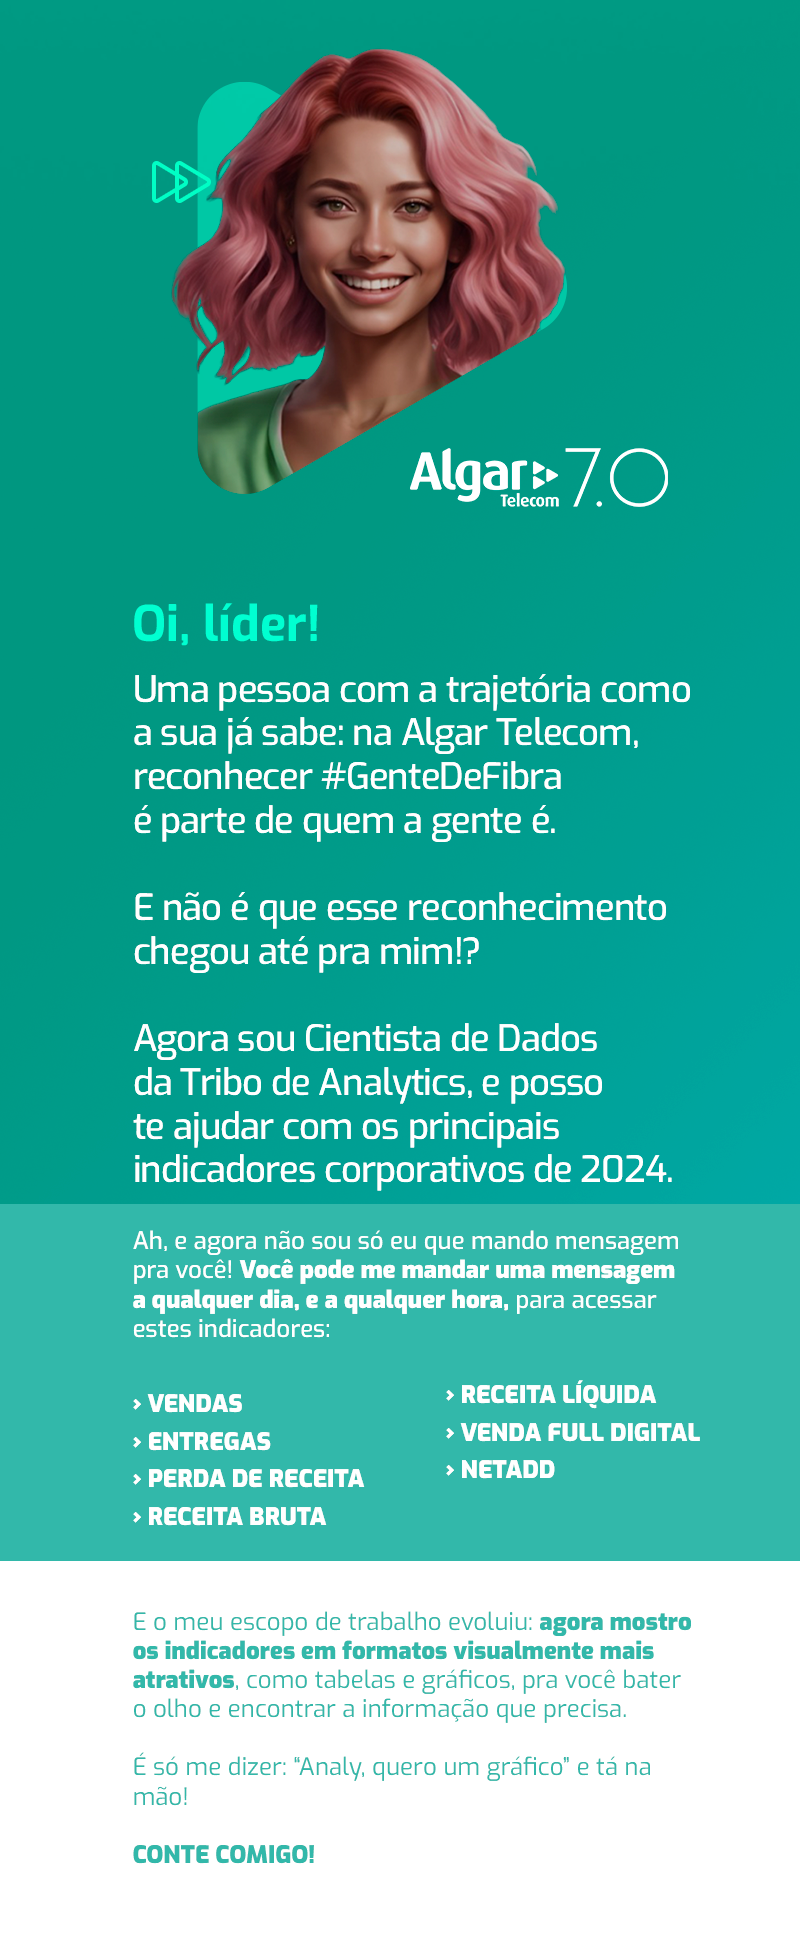 Algar
Telecom
7.0
Oi, líder!
Uma pessoa com a trajetória como
a sua já sabe: na Algar Telecom,
reconhecer #GenteDeFibra
é parte de quem a gente é.
E não é que esse reconhecimento
chegou até pra mim!?
Agora sou Cientista de Dados
da Tribo de Analytics, e posso
te ajudar com os principais
indicadores corporativos de 2024.
Ah, e agora não sou só eu que mando mensagem
pra você! Você pode me mandar uma mensagem
a qualquer dia, e a qualquer hora, para acessar
estes indicadores:
> VENDAS
> ENTREGAS
> PERDA DE RECEITA
> RECEITA BRUTA
> RECEITA LÍQUIDA
> VENDA FULL DIGITAL
> NETADD
E o meu escopo de trabalho evoluiu: agora mostro
os indicadores em formatos visualmente mais
atrativos, como tabelas e gráficos, pra você bater
o olho e encontrar a informação que precisa.
É só me dizer: “Analy, quero um gráfico” e tá na
mão!
CONTE COMIGO!